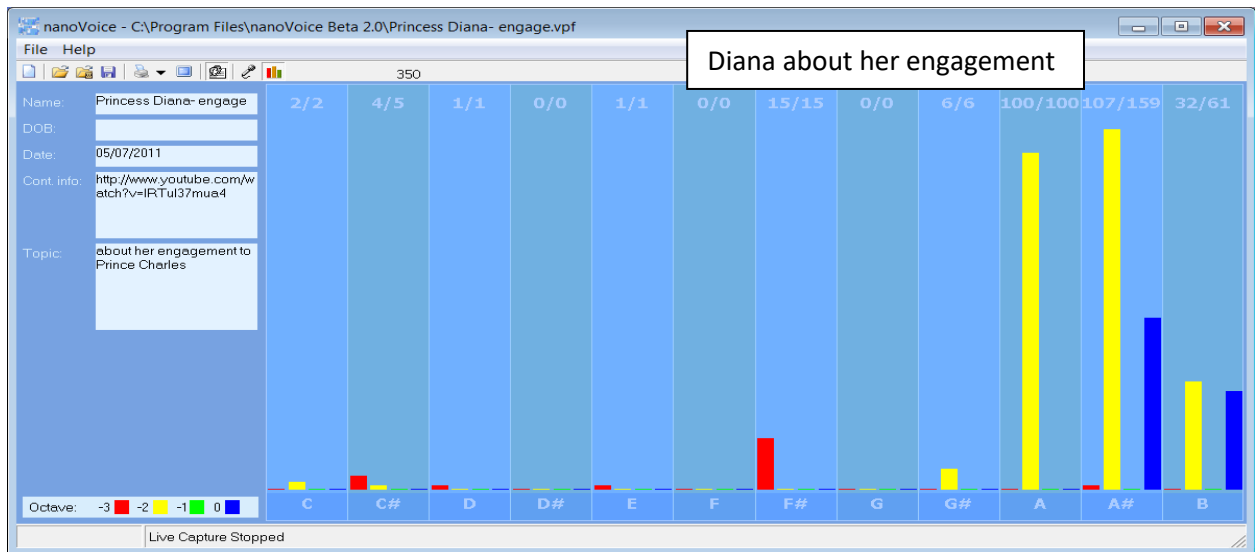 nanoVoice - C:\Program Files\nanoVoice Beta 2.0\Princess Diana- engage.vpf
Diana about her engagement
File Help
350
Name: Princess Diana- engage
DOB:
Date: 05/07/2011
Cont. info: http://www.youtube.com/w
atch?v=lRTul37mua4
Topic: about her engagement to
Prince Charles
2/2 4/5 1/1 0/0 1/1 0/0 15/15 0/0 6/6 100/100 107/159 32/61
C C# D D# E F F# G G# A A# B
Octave: -3 -2 -1 0
Live Capture Stopped